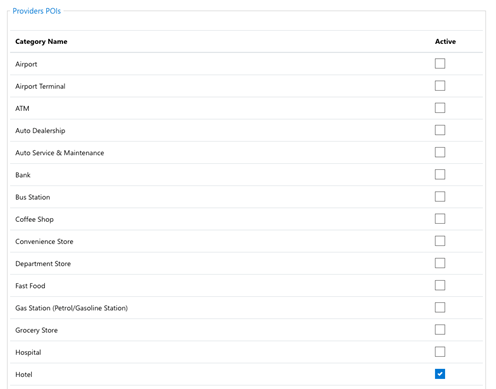 Providers POIs
Category Name Active
Airport
Airport Terminal
ATM
Auto Dealership
Auto Service & Maintenance
Bank
Bus Station
Coffee Shop
Convenience Store
Department Store
Fast Food
Gas Station (Petrol/Gasoline Station)
Grocery Store
Hospital
Hotel